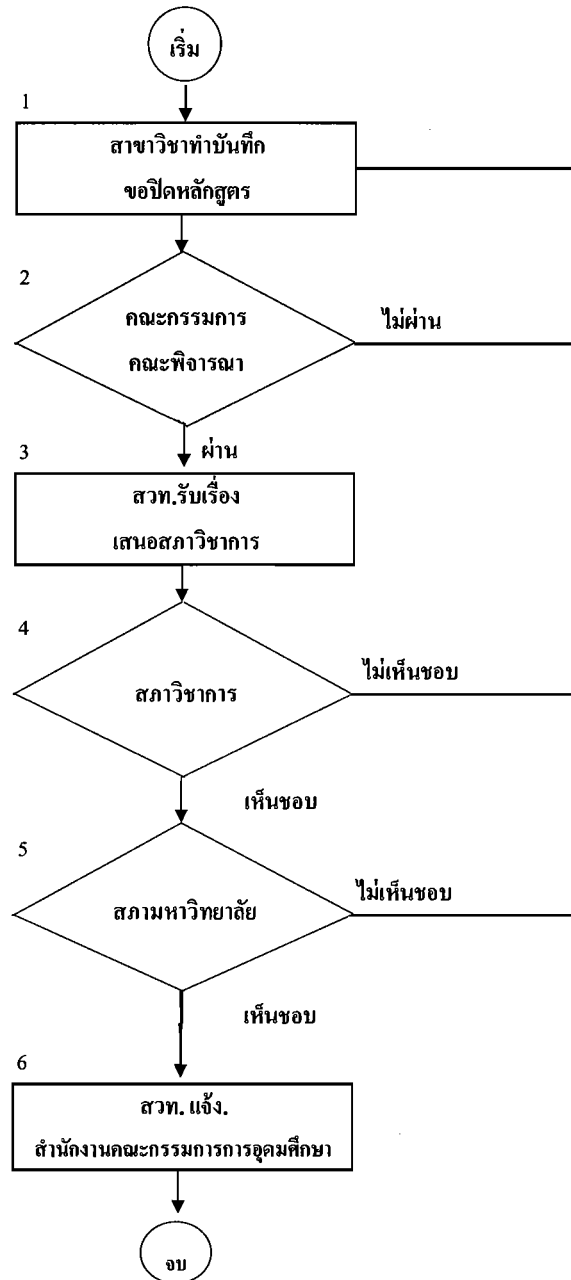 เริ่ม
1
สาขาวิชาทำบันทึก
ขอปิดหลักสูตร
2
คณะกรรมการ
คณะพิจารณา
ไม่ผ่าน
ผ่าน
3
สวท.รับเรื่อง
เสนอสภาวิชาการ
4
สภาวิชาการ
ไม่เห็นชอบ
เห็นชอบ
5
สภามหาวิทยาลัย
ไม่เห็นชอบ
เห็นชอบ
6
สวท. แจ้ง.
สำนักงานคณะกรรมการการอุดมศึกษา
จบ